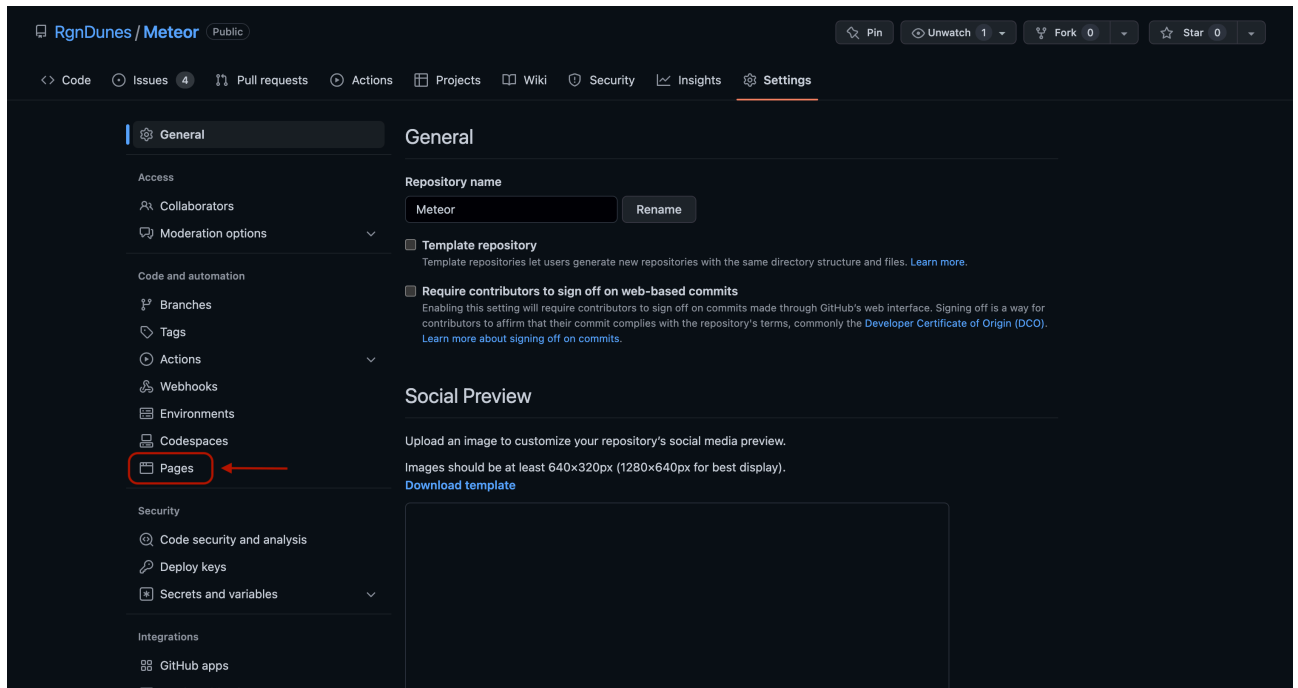 RgnDunes / Meteor Public
Pin
Unwatch 1
Fork 0
Star 0
Code
Issues 4
Pull requests
Actions
Projects
Wiki
Security
Insights
Settings
General
Access
Collaborators
Moderation options
Code and automation
Branches
Tags
Actions
Webhooks
Environments
Codespaces
Pages
Security
Code security and analysis
Deploy keys
Secrets and variables
Integrations
GitHub apps
General
Repository name
Meteor
Rename
Template repository
Template repositories let users generate new repositories with the same directory structure and files. Learn more.
Require contributors to sign off on web-based commits
Enabling this setting will require contributors to sign off on commits made through GitHub's web interface. Signing off is a way for
contributors to affirm that their commit complies with the repository's terms, commonly the Developer Certificate of Origin (DCO).
Learn more about signing off on commits.
Social Preview
Upload an image to customize your repository's social media preview.
Images should be at least 640×320px (1280×640px for best display).
Download template